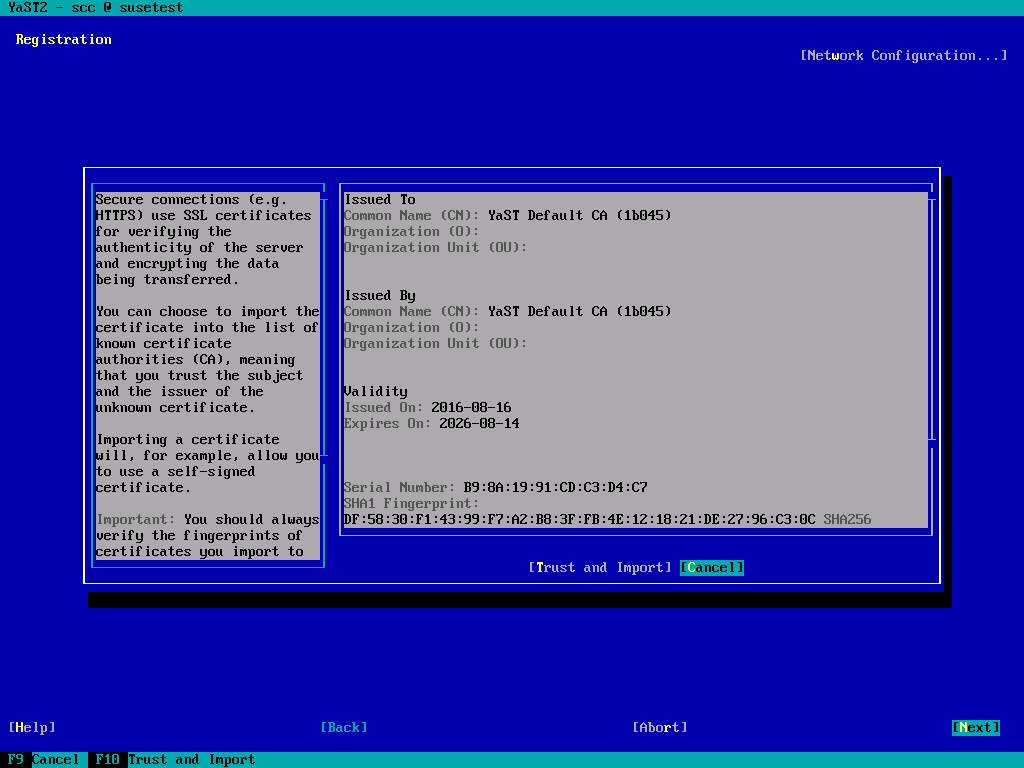 YaST2 - scc @ susetest
Registration
[Network Configuration...]
Secure connections (e.g.
HTTPS) use SSL certificates
for verifying the
authenticity of the server
and encrypting the data
being transferred.
You can choose to import the
certificate into the list of
known certificate
authorities (CA), meaning
that you trust the subject
and the issuer of the
unknown certificate.
Importing a certificate
will, for example, allow you
to use a self-signed
certificate.
Important: You should always
verify the fingerprints of
certificates you import to
Issued To
Common Name (CN): YaST Default CA (1b045)
Organization (O):
Organization Unit (OU):
Issued By
Common Name (CN): YaST Default CA (1b045)
Organization (O):
Organization Unit (OU):
Validity
Issued On: 2016-08-16
Expires On: 2026-08-14
Serial Number: B9:8A:19:91:CD:C3:D4:C7
SHA1 Fingerprint:
DF:58:30:F1:43:99:F7:A2:B8:3F:FB:4E:12:18:21:DE:27:96:C3:0C SHA256
[Trust and Import] [Cancel]
[Help] [Back] [Abort] [Next]
F9 Cancel F10 Trust and Import